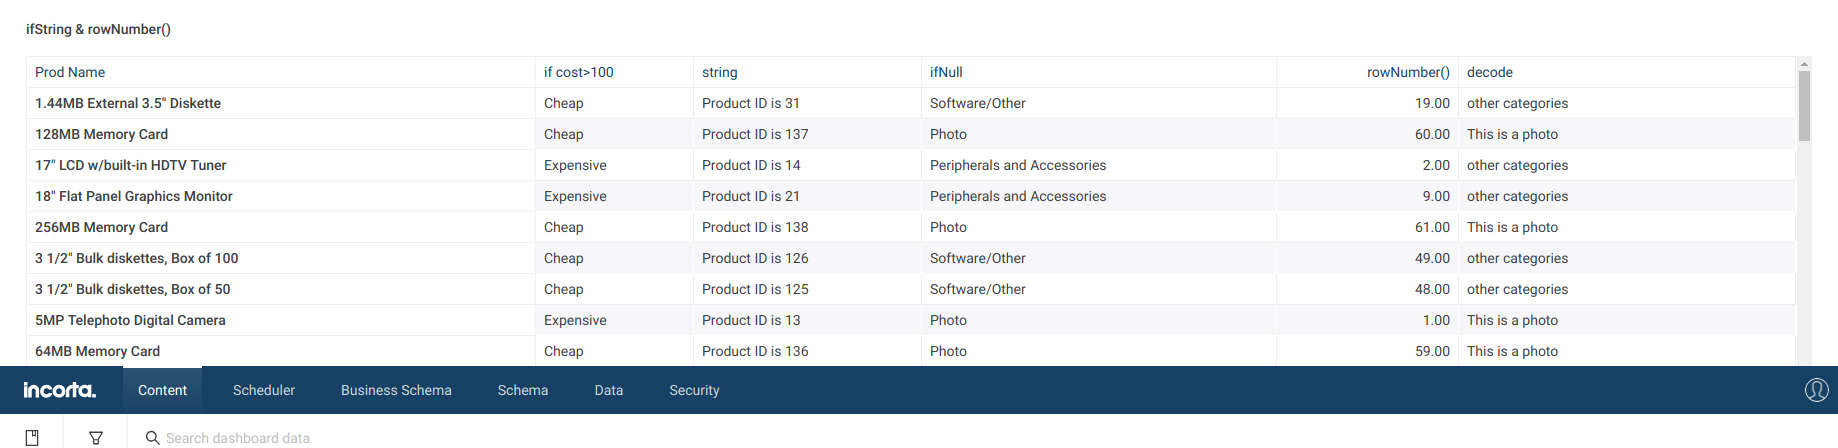 ifString & rowNumber()
Prod Name if cost>100 string ifNull rowNumber() decode
1.44MB External 3.5" Diskette Cheap Product ID is 31 Software/Other 19.00 other categories
128MB Memory Card Cheap Product ID is 137 Photo 60.00 This is a photo
17" LCD w/built-in HDTV Tuner Expensive Product ID is 14 Peripherals and Accessories 2.00 other categories
18" Flat Panel Graphics Monitor Expensive Product ID is 21 Peripherals and Accessories 9.00 other categories
256MB Memory Card Cheap Product ID is 138 Photo 61.00 This is a photo
3 1/2" Bulk diskettes, Box of 100 Cheap Product ID is 126 Software/Other 49.00 other categories
3 1/2" Bulk diskettes, Box of 50 Cheap Product ID is 125 Software/Other 48.00 other categories
5MP Telephoto Digital Camera Expensive Product ID is 13 Photo 1.00 This is a photo
64MB Memory Card Cheap Product ID is 136 Photo 59.00 This is a photo
incorta. Content Scheduler Business Schema Schema Data Security
Search dashboard data